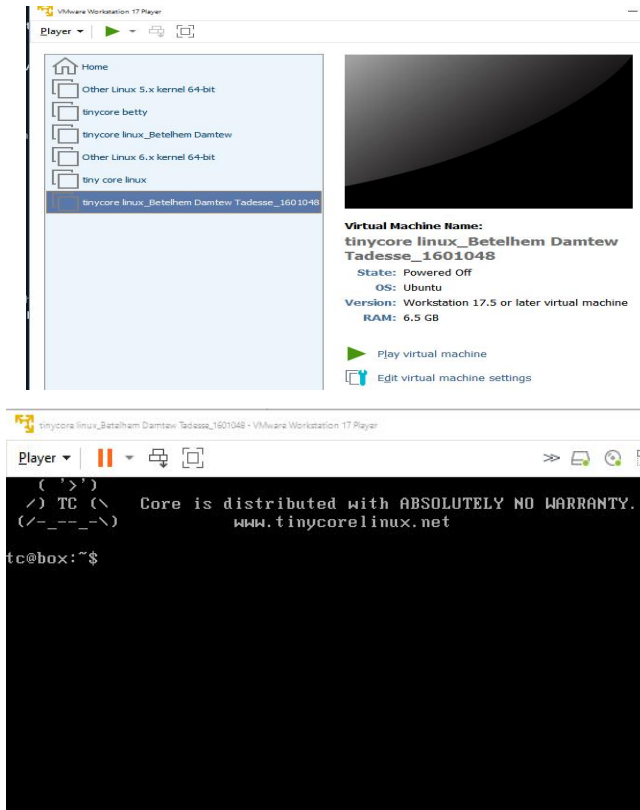 VMware Workstation 17 Player
Player
Home
Other Linux 5.x kernel 64-bit
tinycore betty
tinycore linux_Betelhem Damtew
Other Linux 6.x kernel 64-bit
tiny core linux
tinycore linux_Betelhem Damtew Tadesse_1601048
Virtual Machine Name:
tinycore linux_Betelhem Damtew
Tadesse_1601048
State: Powered Off
OS: Ubuntu
Version: Workstation 17.5 or later virtual machine
RAM: 6.5 GB
Play virtual machine
Edit virtual machine settings
tinycore linux_Betelhem Damtew Tadesse_1601048 - VMware Workstation 17 Player
Player
( '>')
/) TC (\ Core is distributed with ABSOLUTELY NO WARRANTY.
(/-_--_-\) www.tinycorelinux.net
tc@box:~$